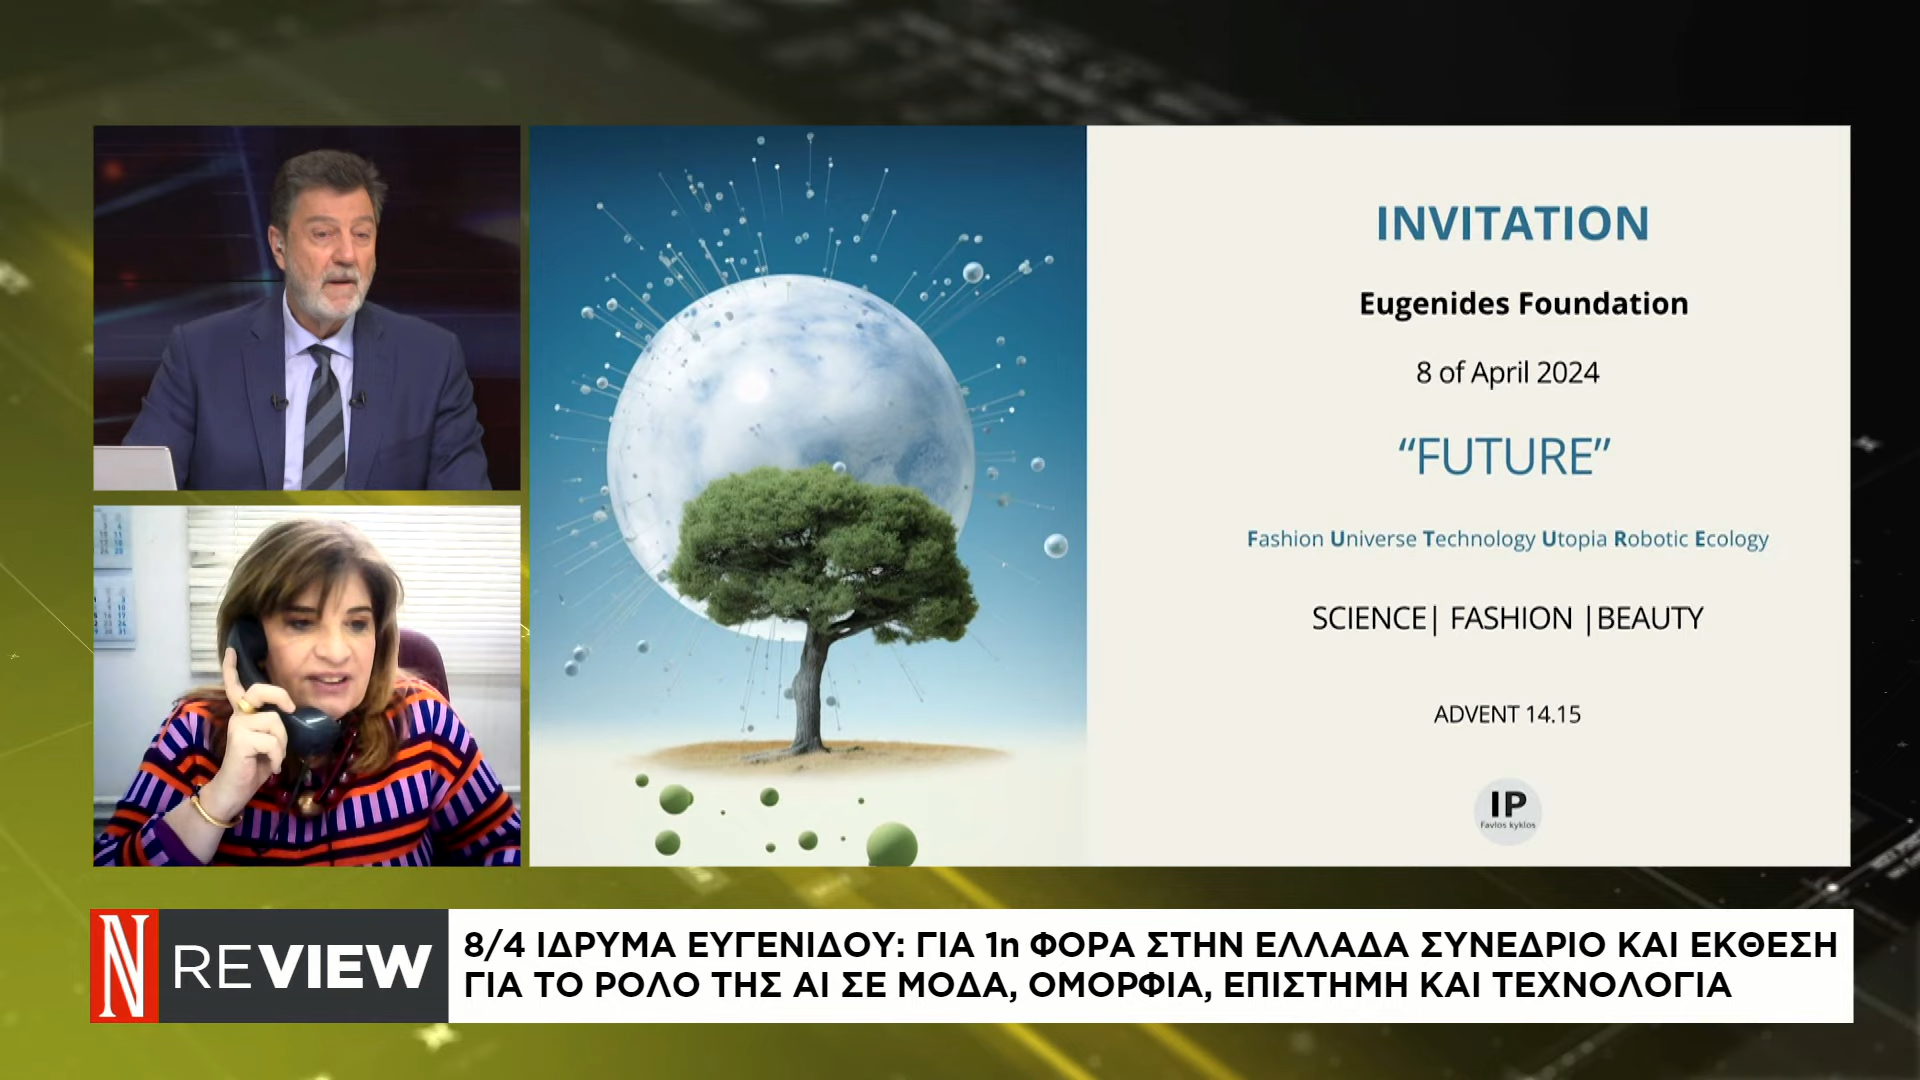 INVITATION
Eugenides Foundation
8 of April 2024
“FUTURE”
Fashion Universe Technology Utopia Robotic Ecology
SCIENCE| FASHION |BEAUTY
ADVENT 14.15
IP
Favlos kyklos
N REVIEW
8/4 ΙΔΡΥΜΑ ΕΥΓΕΝΙΔΟΥ: ΓΙΑ 1η ΦΟΡΑ ΣΤΗΝ ΕΛΛΑΔΑ ΣΥΝΕΔΡΙΟ ΚΑΙ ΕΚΘΕΣΗ
ΓΙΑ ΤΟ ΡΟΛΟ ΤΗΣ AI ΣΕ ΜΟΔΑ, ΟΜΟΡΦΙΑ, ΕΠΙΣΤΗΜΗ ΚΑΙ ΤΕΧΝΟΛΟΓΙΑ